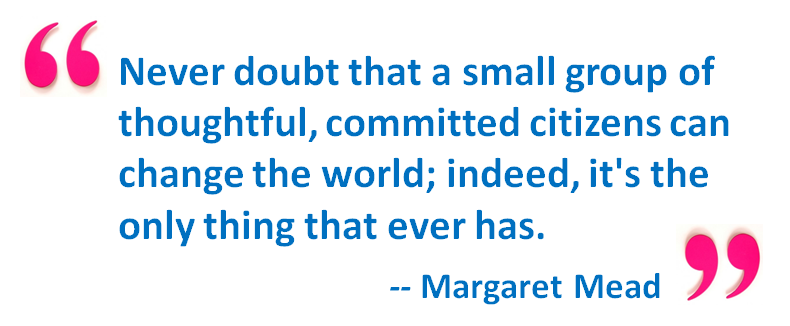 “
Never doubt that a small group of
thoughtful, committed citizens can
change the world; indeed, it's the
only thing that ever has.
-- Margaret Mead ”